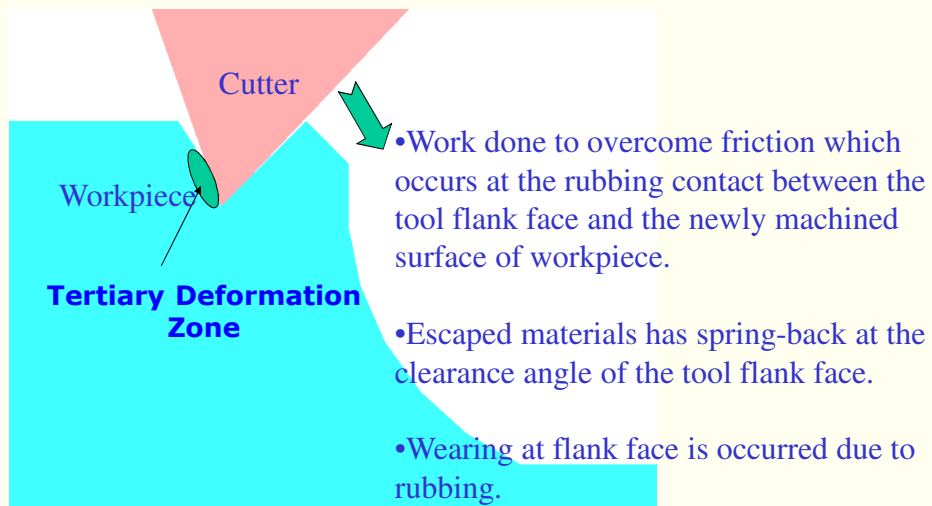 Cutter
Workpiece
Tertiary Deformation
Zone
•Work done to overcome friction which
occurs at the rubbing contact between the
tool flank face and the newly machined
surface of workpiece.
•Escaped materials has spring-back at the
clearance angle of the tool flank face.
•Wearing at flank face is occurred due to
rubbing.